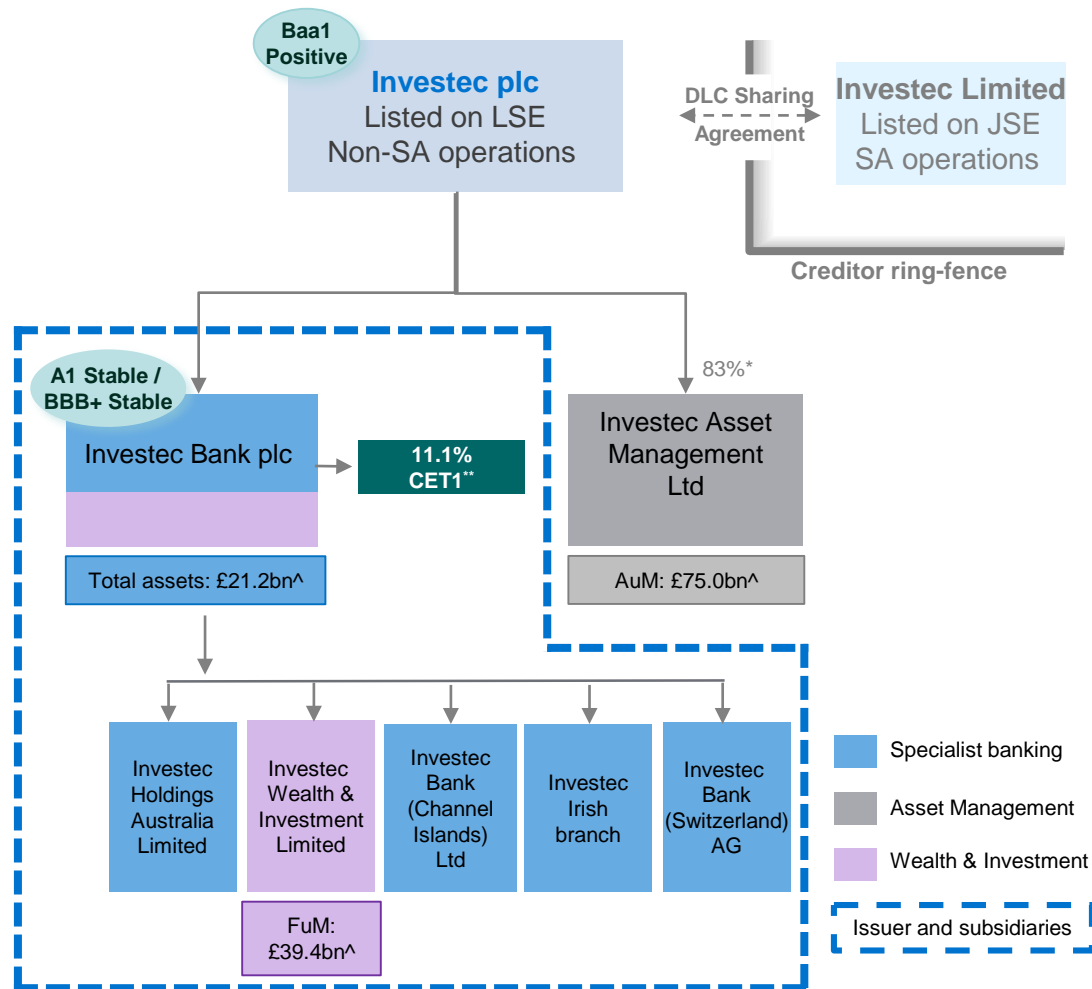 Baa1
Positive
Investec plc
Listed on LSE
Non-SA operations
DLC Sharing
Agreement
Investec Limited
Listed on JSE
SA operations
Creditor ring-fence
A1 Stable /
BBB+ Stable
Investec Bank plc
11.1%
CET1**
83%*
Investec Asset
Management
Ltd
Total assets: £21.2bn^
AuM: £75.0bn^
Investec
Holdings
Australia
Limited
Investec
Wealth &
Investment
Limited
Investec
Bank
(Channel
Islands)
Ltd
Investec
Irish
branch
Investec
Bank
(Switzerland)
AG
FuM:
£39.4bn^
Specialist banking
Asset Management
Wealth & Investment
Issuer and subsidiaries